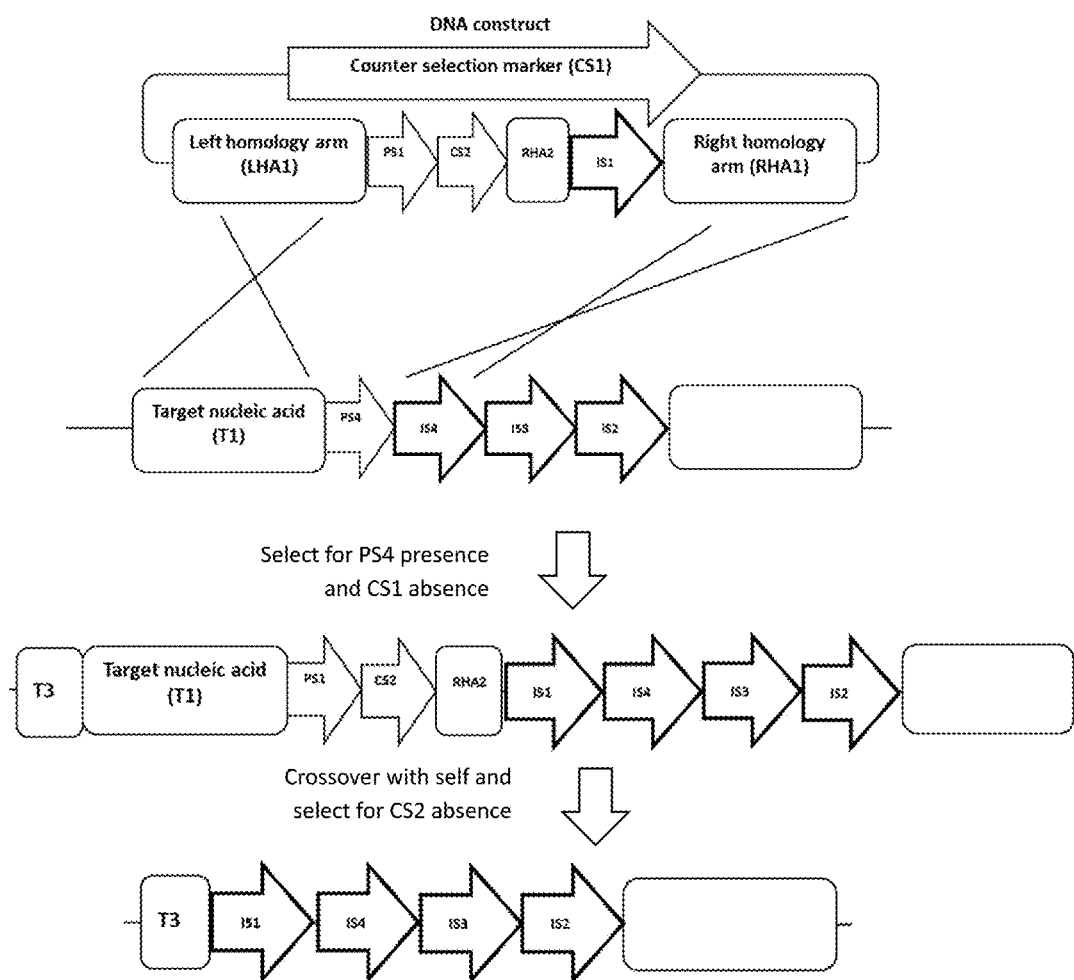 DNA construct
Counter selection marker (CS1)
Left homology arm
(LHA1)
PS1
CS2
RHA2
IS1
Right homology
arm (RHA1)
Target nucleic acid
(T1)
PS4
IS4
IS3
IS2
Select for PS4 presence
and CS1 absence
T3
Target nucleic acid
(T1)
PS1
CS2
RHA2
IS1
IS4
IS3
IS2
Crossover with self and
select for CS2 absence
T3
IS1
IS4
IS3
IS2